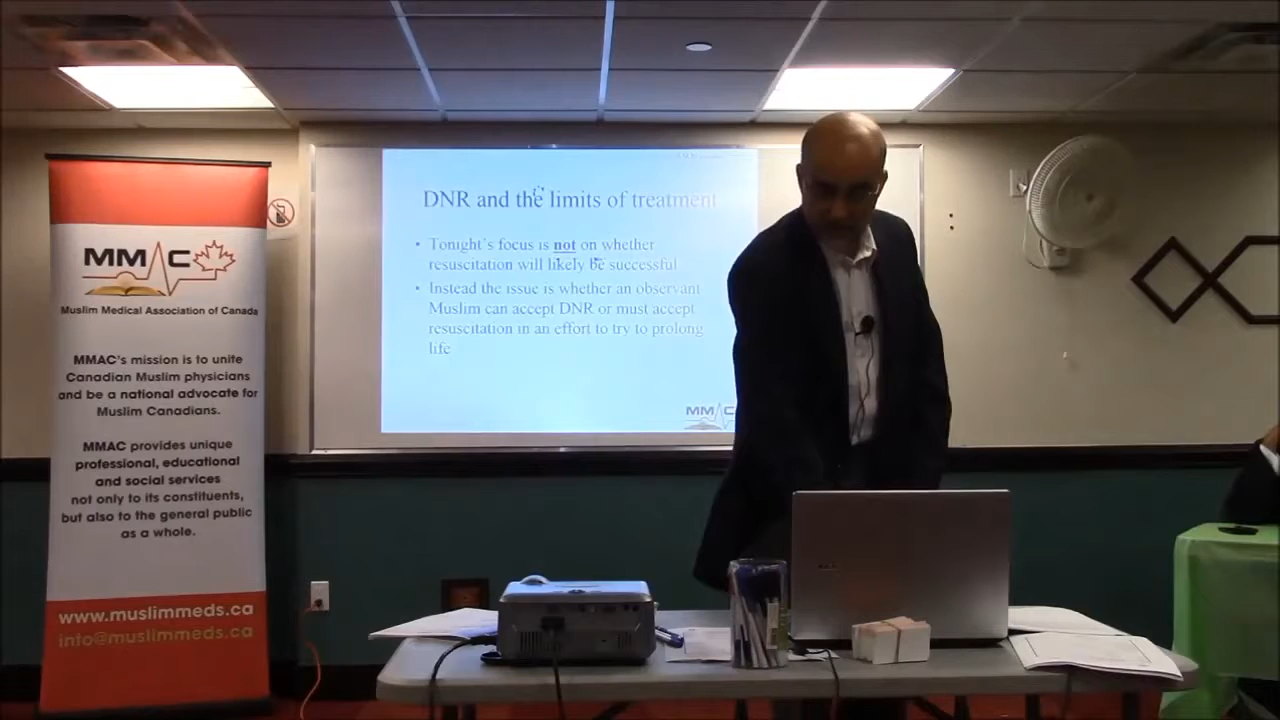 MMAC
Muslim Medical Association of Canada
MMAC's mission is to unite
Canadian Muslim physicians
and be a national advocate for
Muslim Canadians.
MMAC provides unique
professional, educational
and social services
not only to its constituents,
but also to the general public
as a whole.
www.muslimmeds.ca
info@muslimmeds.ca
DNR and the limits of treatment
• Tonight's focus is not on whether
resuscitation will likely be successful
• Instead the issue is whether an observant
Muslim can accept DNR or must accept
resuscitation in an effort to try to prolong
life
MMAC